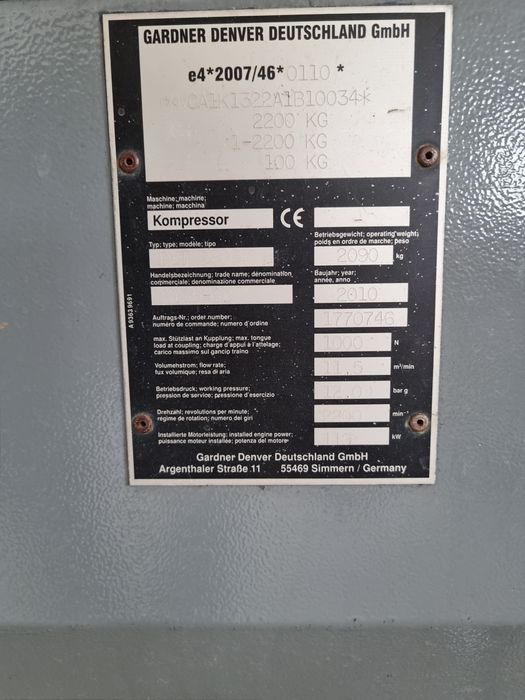 GARDNER DENVER DEUTSCHLAND GmbH
e4*2007/46*0110 *
CA1K1322A1B10034*
2200 KG
1-2200 KG
100 KG
Maschine; machine;
machine; macchina
Kompressor
CE
-
Typ; type; modèle; tipo
Betriebsgewicht; operating weight;
poids en ordre de marche; peso
2090 kg
Handelsbezeichnung; trade name; dénomination
commerciale; denominazione commerciale
Baujahr; year;
année, anno
2010
A93639691
Auftrags-Nr.; order number;
numéro de commande; numero d'ordine
1770746
max. Stützlast an Kupplung; max. tongue
load at coupling; charge d'appui à l'attelage;
carico massimo sul gancio traino
1000 N
Volumenstrom; flow rate;
flux volumique; resa di aria
11,5 m³/min
Betriebsdruck; working pressure;
pression de service; pressione d'esercizio
12,0 bar g
Drehzahl; revolutions per minute;
régime de rotation; numero dei giri
2200 min⁻¹
Installierte Motorleistung; installed engine power;
puissance moteur installée; potenza del motore
kW
Gardner Denver Deutschland GmbH
Argenthaler Straße 11 55469 Simmern / Germany